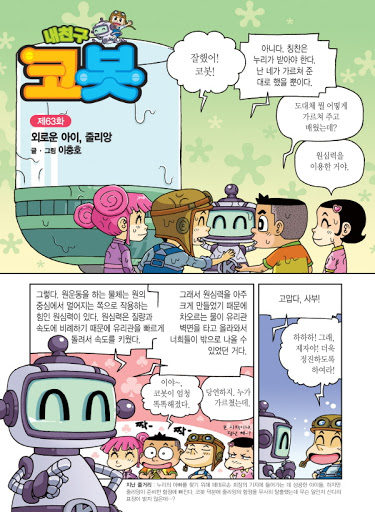 내친구
코봇
제63화
외로운 아이, 줄리앙
글·그림 이충호
잘했어!
코봇!
아니다. 칭찬은
누리가 받아야 한다.
난 네가 가르쳐 준
대로 했을 뿐이다.
도대체 뭘 어떻게
가르쳐 주고
배웠는데?
원심력을
이용한 거야.
그렇다. 원운동을 하는 물체는 원의
중심에서 멀어지는 쪽으로 작용하는
힘인 원심력이 있다. 원심력은 질량과
속도에 비례하기 때문에 유리관을 빠르게
돌려서 속도를 키웠다.
그래서 원심력을 아주
크게 만들었기 때문에
차오르는 물이 유리관
벽면을 타고 올라와서
너희들이 밖으로 나올 수
있었던 거다.
이야~,
코봇이 엄청
똑똑해졌다.
당연하지. 누가
가르쳤는데.
짝~
짝~
고맙다, 사부!
하하하! 그래,
제자야! 더욱
정진하도록
하여라!
지난 줄거리